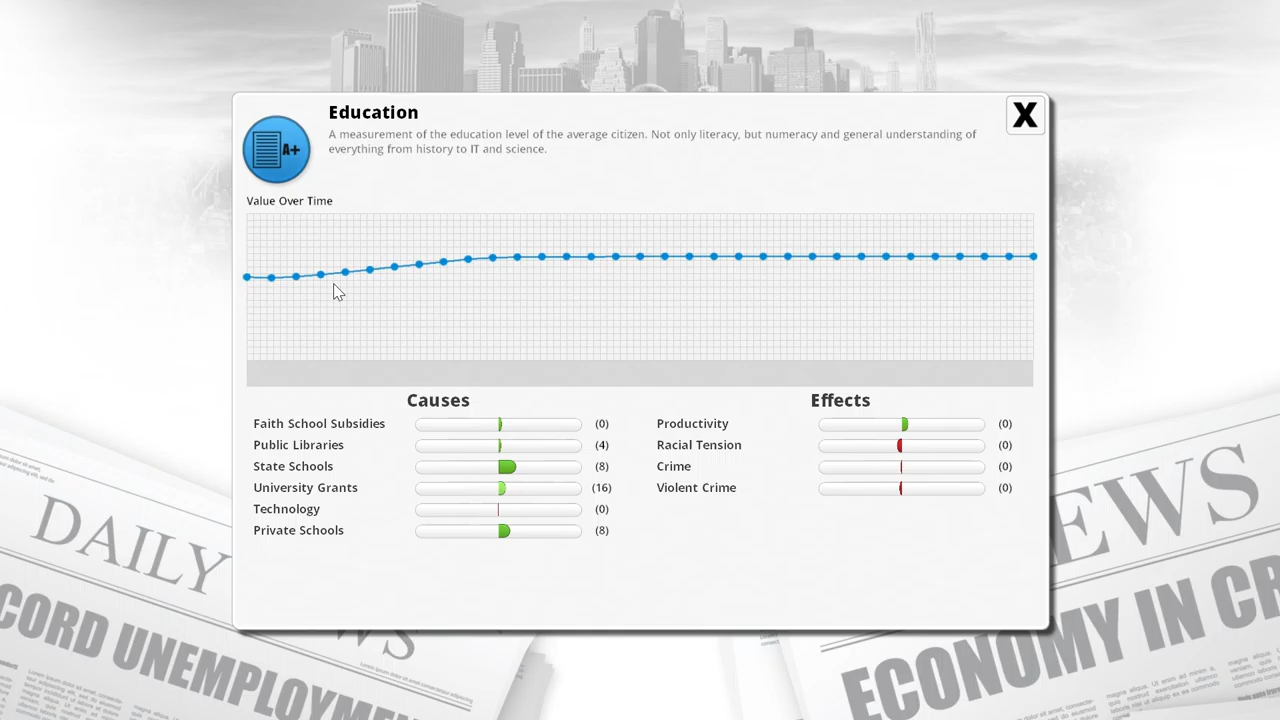 Education
A measurement of the education level of the average citizen. Not only literacy, but numeracy and general understanding
everything from history to IT and science.
A+
X
Value Over Time
Causes
Faith School Subsidies (0)
Public Libraries (4)
State Schools (8)
University Grants (16)
Technology (0)
Private Schools (8)
Effects
Productivity (0)
Racial Tension (0)
Crime (0)
Violent Crime (0)
DAILY
WS
CORD UNEMPLOYME
EWS
ECONOMY IN CR